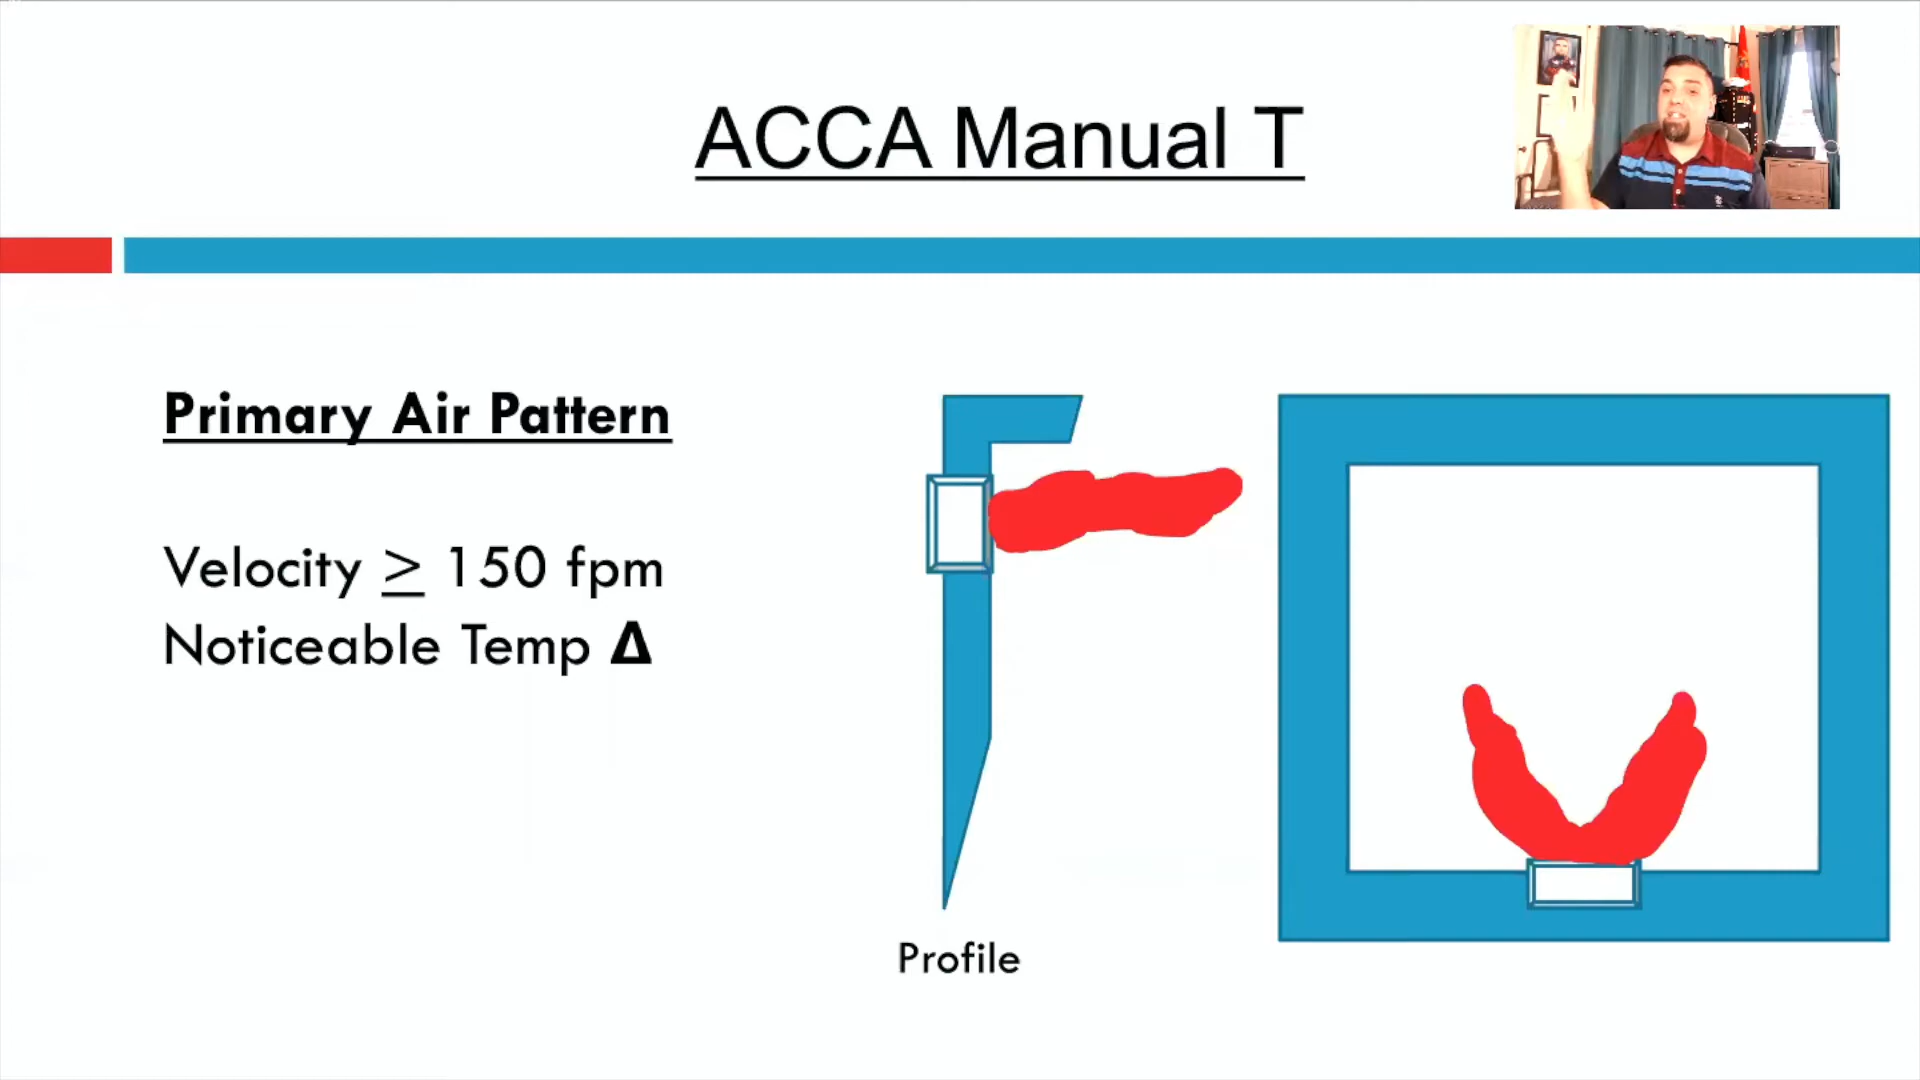 ACCA Manual T
Primary Air Pattern
Velocity ≥ 150 fpm
Noticeable Temp Δ
Profile